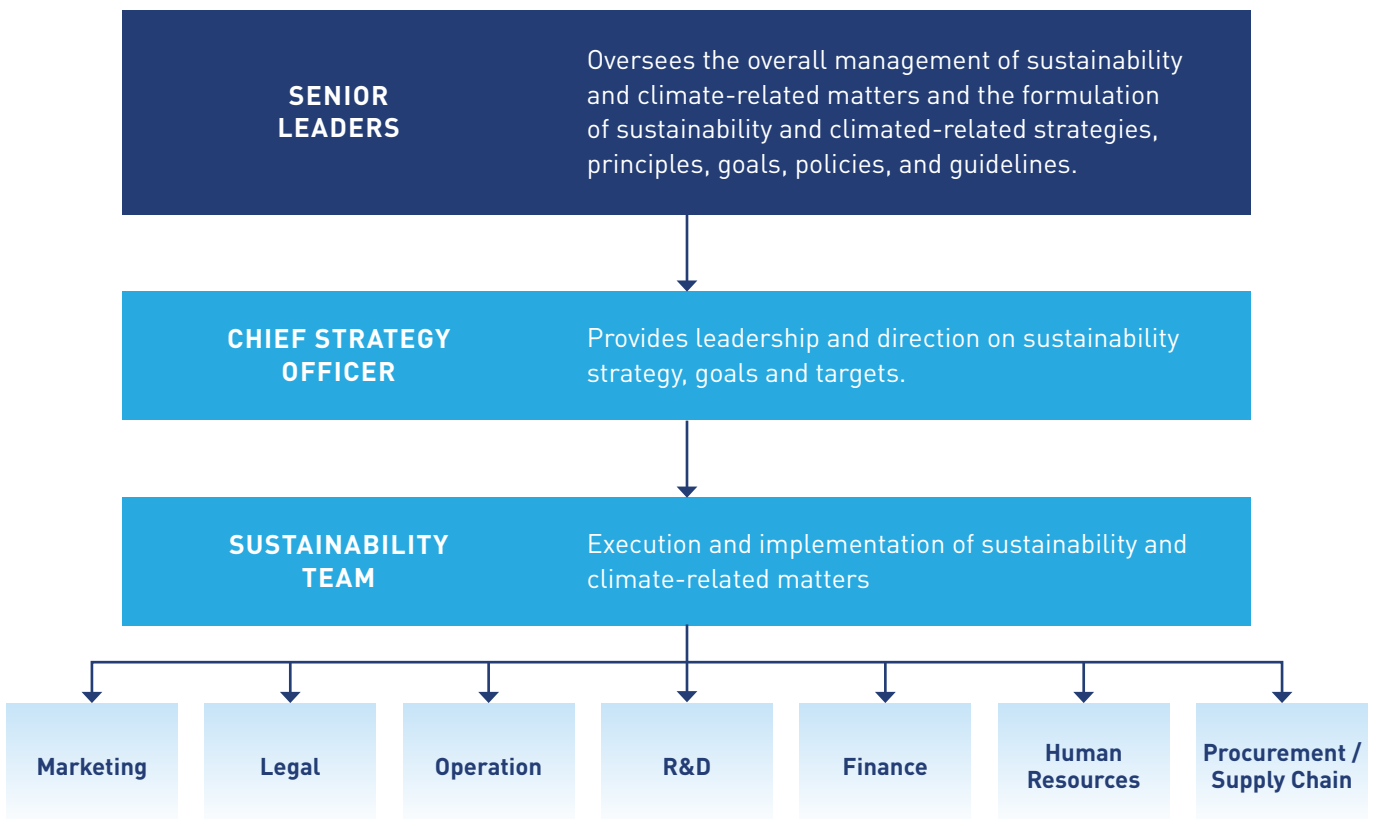 SENIOR
LEADERS
Oversees the overall management of sustainability
and climate-related matters and the formulation
of sustainability and climated-related strategies,
principles, goals, policies, and guidelines.
CHIEF STRATEGY
OFFICER
Provides leadership and direction on sustainability
strategy, goals and targets.
SUSTAINABILITY
TEAM
Execution and implementation of sustainability and
climate-related matters
Marketing
Legal
Operation
R&D
Finance
Human
Resources
Procurement /
Supply Chain